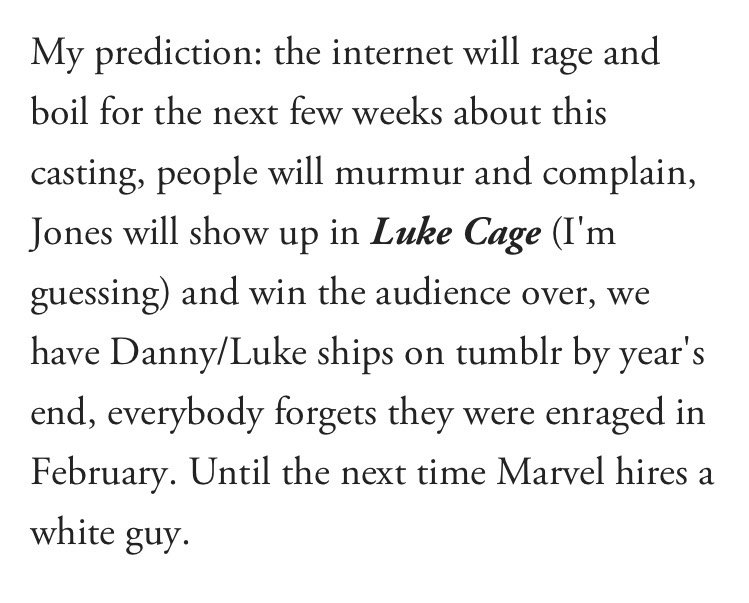 My prediction: the internet will rage and
boil for the next few weeks about this
casting, people will murmur and complain,
Jones will show up in Luke Cage (I'm
guessing) and win the audience over, we
have Danny/Luke ships on tumblr by year's
end, everybody forgets they were enraged in
February. Until the next time Marvel hires a
white guy.